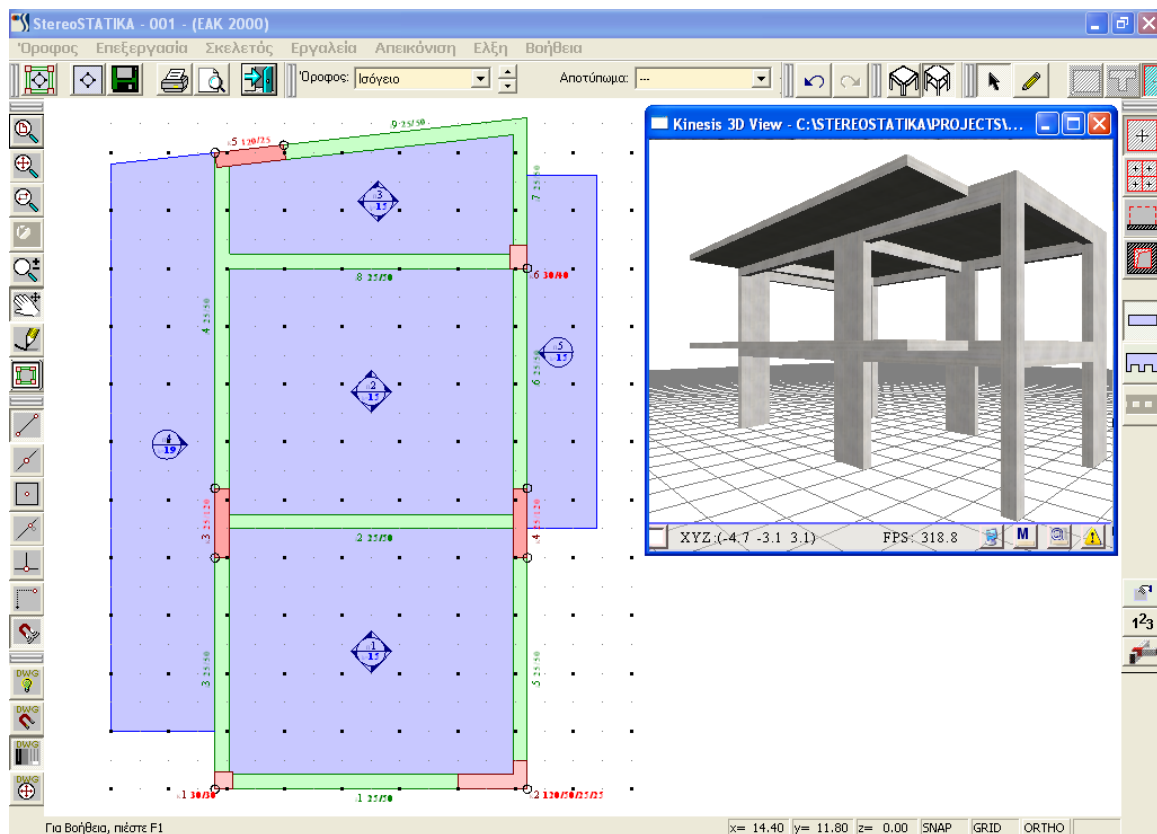 StereoSTATIKA - 001 - (EAK 2000)
Όροφος Επεξεργασία Σκελετός Εργαλεία Απεικόνιση Ελξη Βοήθεια
Όροφος: Ισόγειο Αποτύπωμα: ---
Kinesis 3D View - C:\STEREOSTATIKA\PROJECTS\...
9 25/50
5 120/25
3
15
7 25/50
6 30/40
8 25/50
4 25/50
5
15
6 25/50
2
15
4
19
3 25/120
4 25/120
2 25/50
XYZ:(-4.7 -3.1 3.1) FPS: 318.8 M
1
15
3 25/50
5 25/50
123
DWG
DWG
DWG
DWG
1 30/30
1 25/50
2 120/50/25/25
Για Βοήθεια, πιέστε F1 x= 14.40 y= 11.80 z= 0.00 SNAP GRID ORTHO